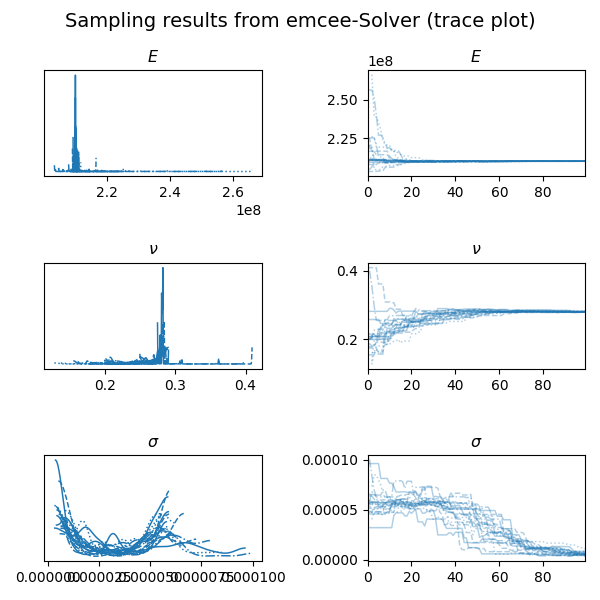 Sampling results from emcee-Solver (trace plot)
E
E
1e8
2.50
2.25
2.2 2.4 2.6
1e8
0 20 40 60 80
ν
ν
0.4
0.2
0.2 0.3 0.4
0 20 40 60 80
σ
σ
0.00010
0.00005
0.00000
0 20 40 60 80